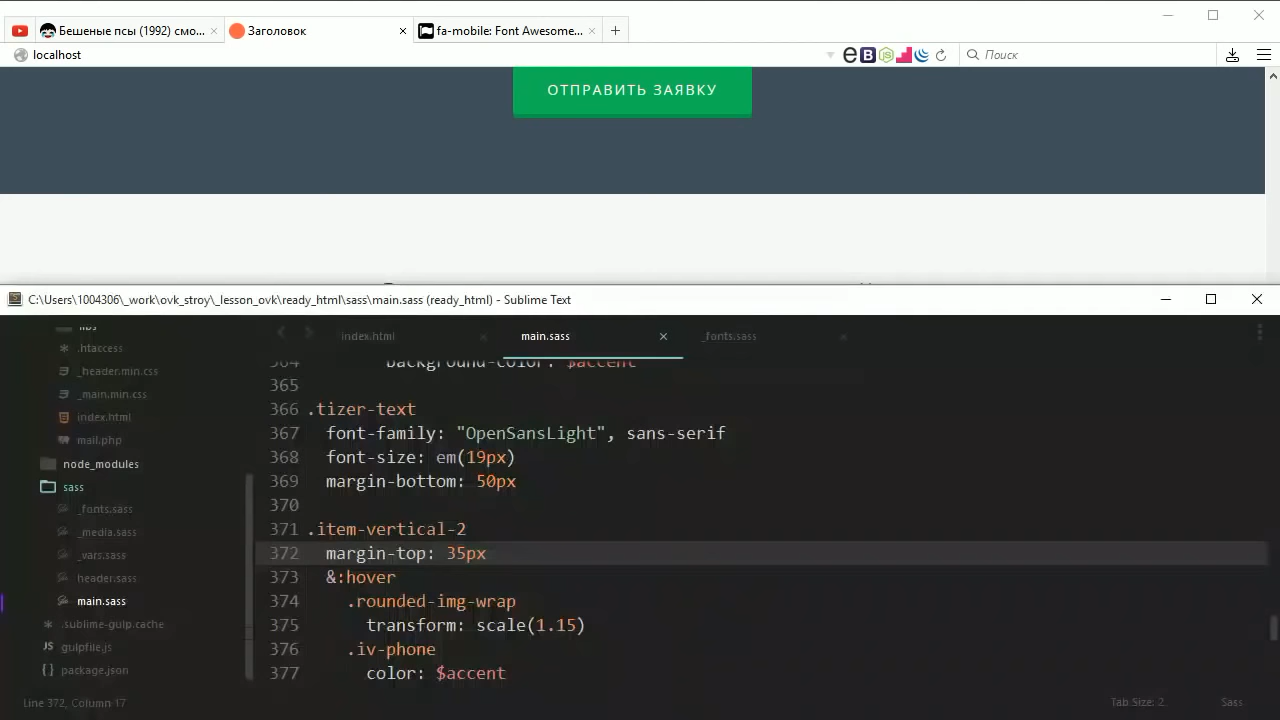 Бешеные псы (1992) смо...
Заголовок
fa-mobile: Font Awesome...
localhost
Поиск
ОТПРАВИТЬ ЗАЯВКУ
C:\Users\1004306\_work\ovk_stroy\_lesson_ovk\ready_html\sass\main.sass (ready_html) - Sublime Text
libs
.htaccess
_header.min.css
_main.min.css
index.html
mail.php
node_modules
sass
_fonts.sass
_media.sass
_vars.sass
header.sass
main.sass
.sublime-gulp.cache
gulpfile.js
package.json
index.html
main.sass
_fonts.sass
364 background-color: $accent
365
366 .tizer-text
367 font-family: "OpenSansLight", sans-serif
368 font-size: em(19px)
369 margin-bottom: 50px
370
371 .item-vertical-2
372 margin-top: 35px
373 &:hover
374 .rounded-img-wrap
375 transform: scale(1.15)
376 .iv-phone
377 color: $accent
Line 372, Column 17
Tab Size: 2
Sass